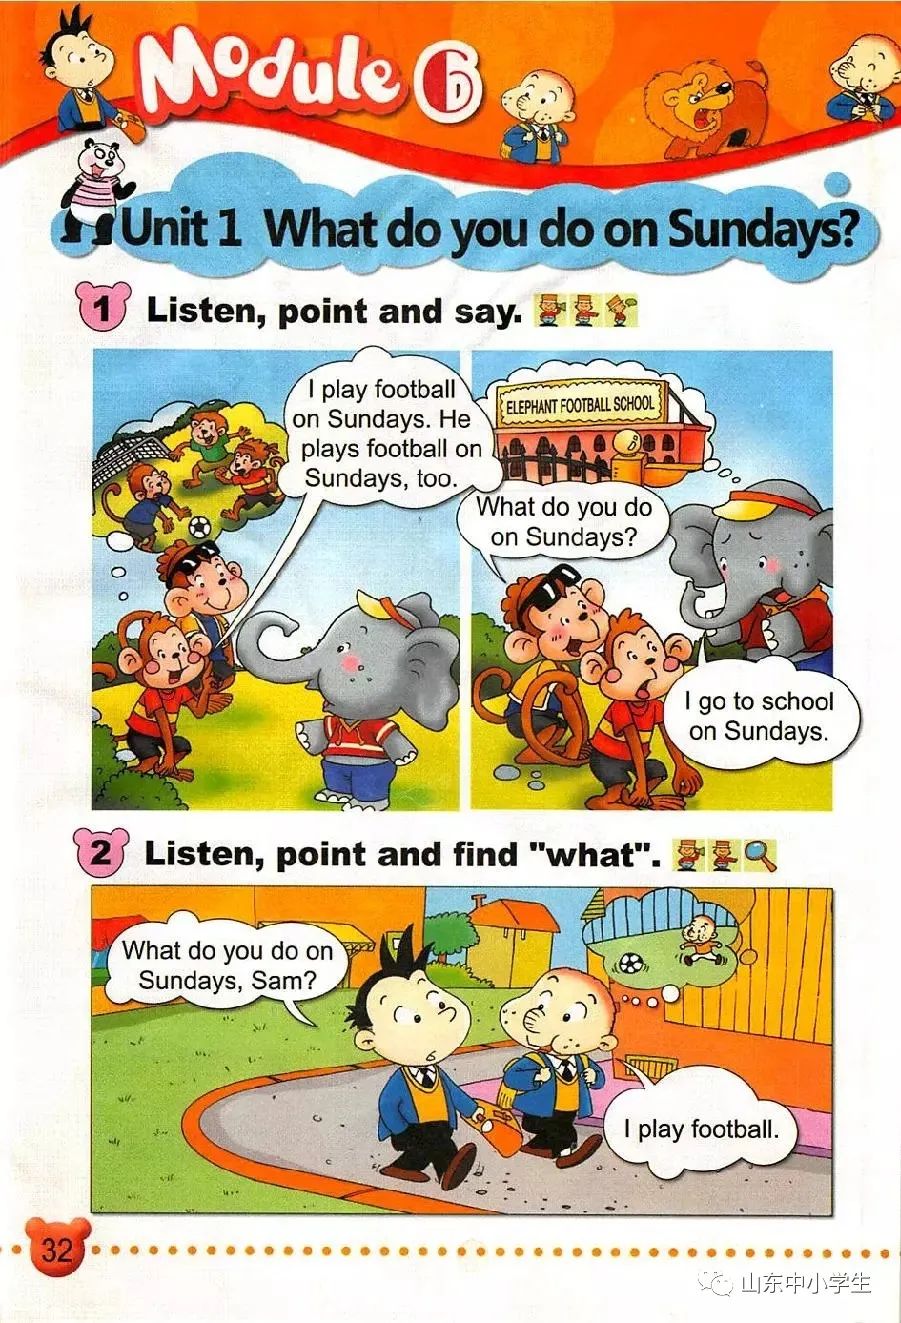 Module 6
Unit 1 What do you do on Sundays?
1 Listen, point and say.
I play football
on Sundays. He
plays football on
Sundays, too.
ELEPHANT FOOTBALL SCHOOL
What do you do
on Sundays?
I go to school
on Sundays.
2 Listen, point and find "what".
What do you do on
Sundays, Sam?
I play football.
32
山东中小学生